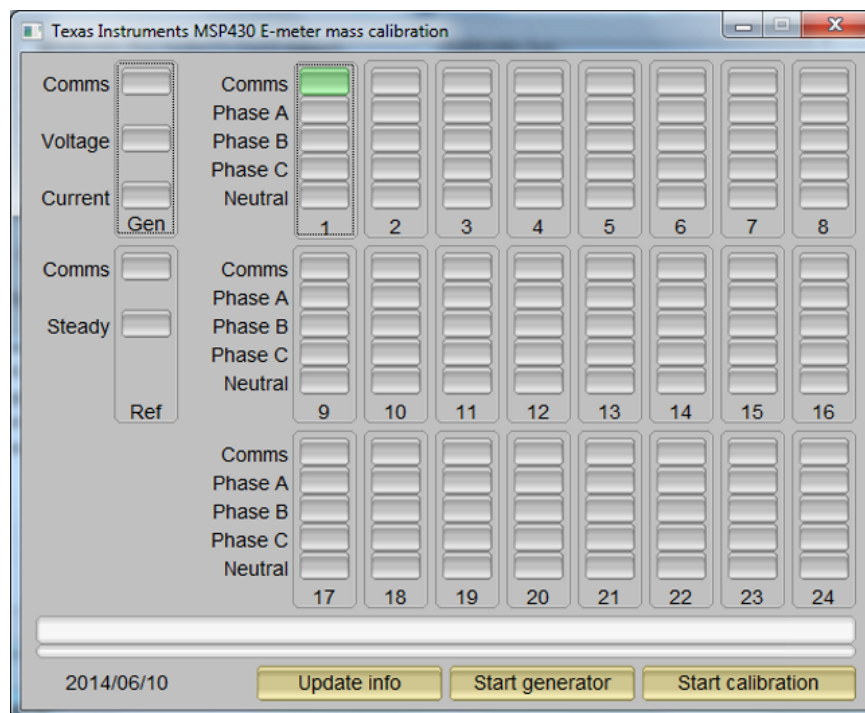 Texas Instruments MSP430 E-meter mass calibration
Comms Comms
Phase A
Voltage Phase B
Phase C
Current Neutral
Gen 1 2 3 4 5 6 7 8
Comms Comms
Phase A
Steady Phase B
Phase C
Neutral
Ref 9 10 11 12 13 14 15 16
Comms
Phase A
Phase B
Phase C
Neutral
17 18 19 20 21 22 23 24
2014/06/10 Update info Start generator Start calibration